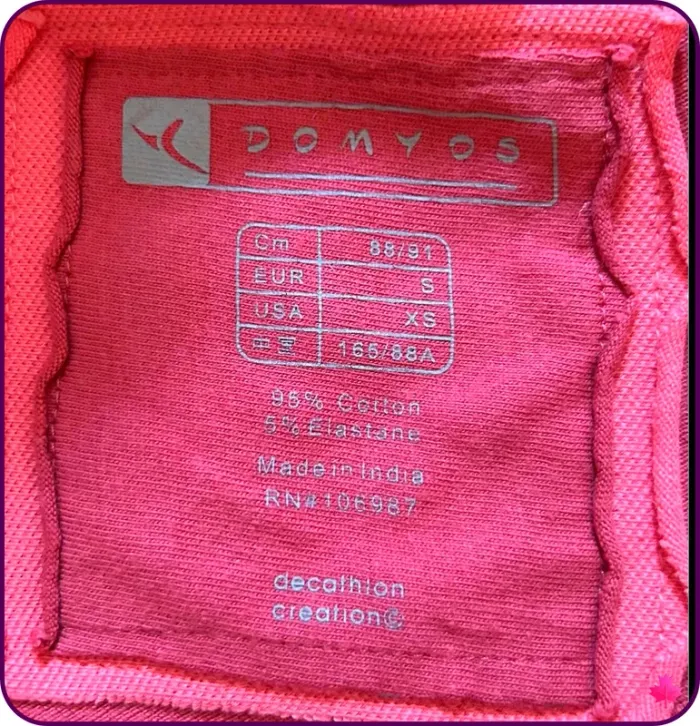 DOMYOS
Cm 88/91
EUR S
USA XS
中国 165/88A
95% Cotton
5% Elastane
Made in India
RN#106987
decathlon
creation©